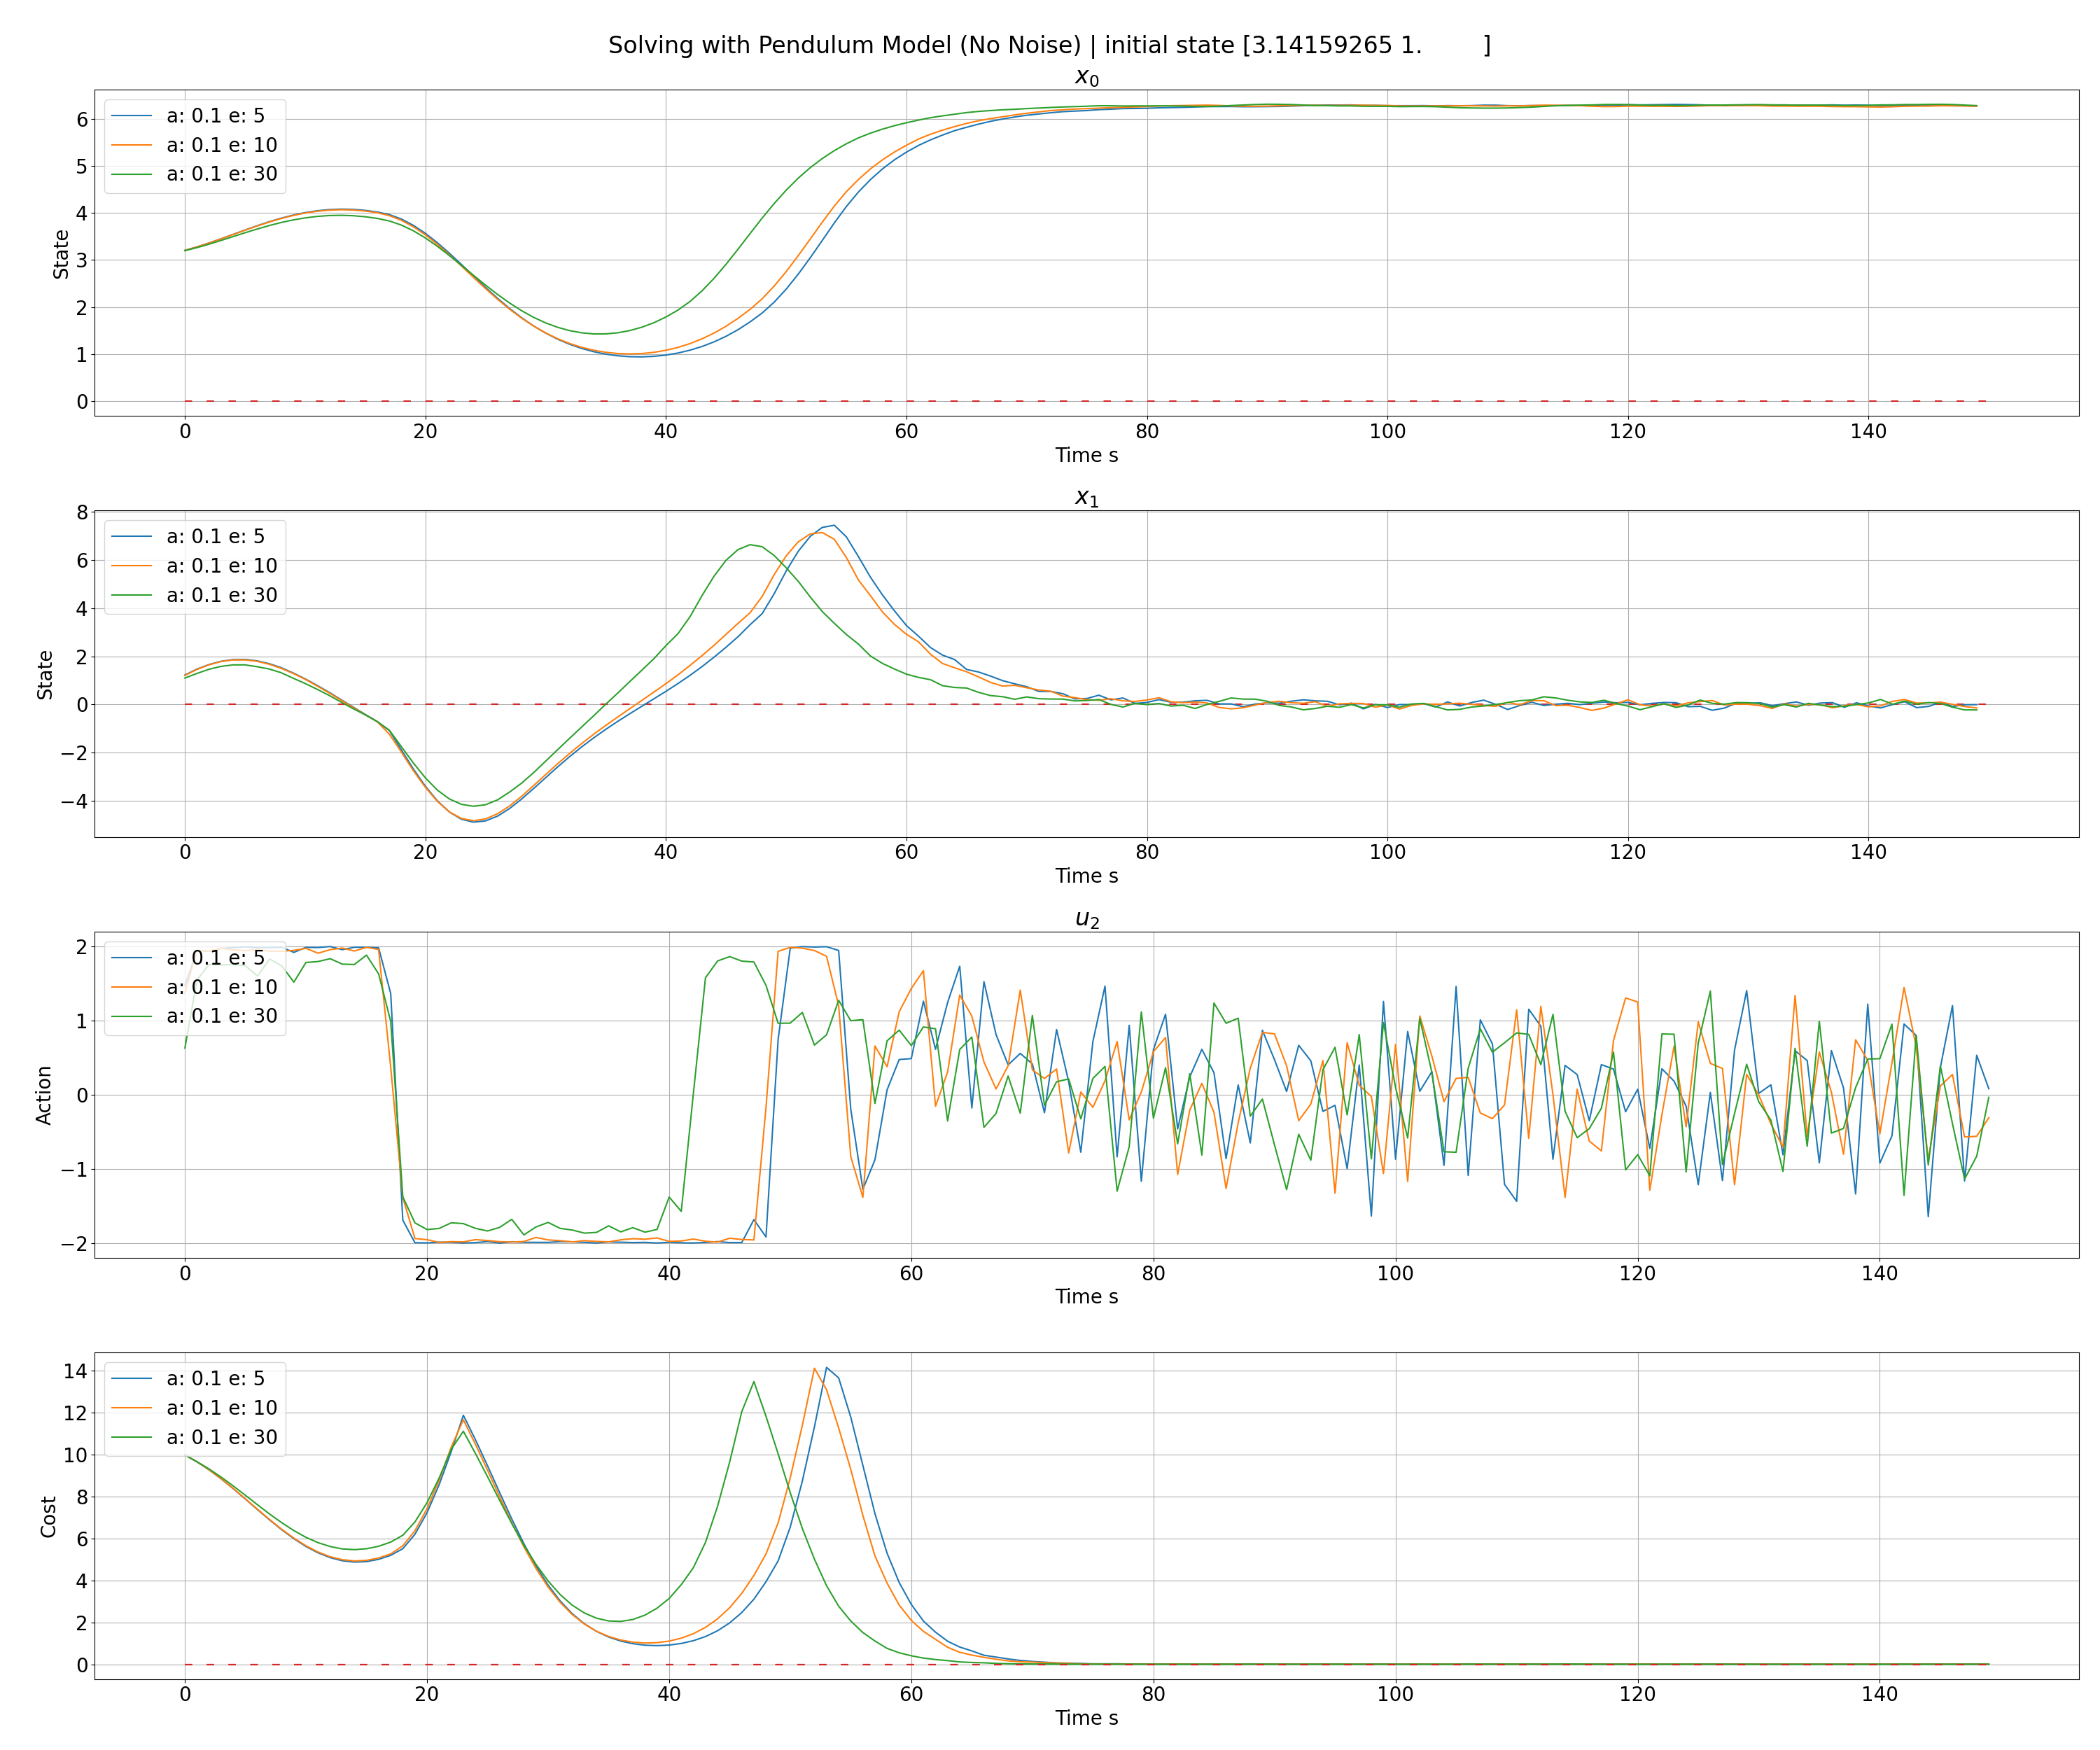 Solving with Pendulum Model (No Noise) | initial state [3.14159265 1. ]
x0
State
6
5
4
3
2
1
0
a: 0.1 e: 5
a: 0.1 e: 10
a: 0.1 e: 30
0 20 40 60 80 100 120 140
Time s
x1
State
8
6
4
2
0
−2
−4
a: 0.1 e: 5
a: 0.1 e: 10
a: 0.1 e: 30
0 20 40 60 80 100 120 140
Time s
u2
Action
2
1
0
−1
−2
a: 0.1 e: 5
a: 0.1 e: 10
a: 0.1 e: 30
0 20 40 60 80 100 120 140
Time s
Cost
14
12
10
8
6
4
2
0
a: 0.1 e: 5
a: 0.1 e: 10
a: 0.1 e: 30
0 20 40 60 80 100 120 140
Time s